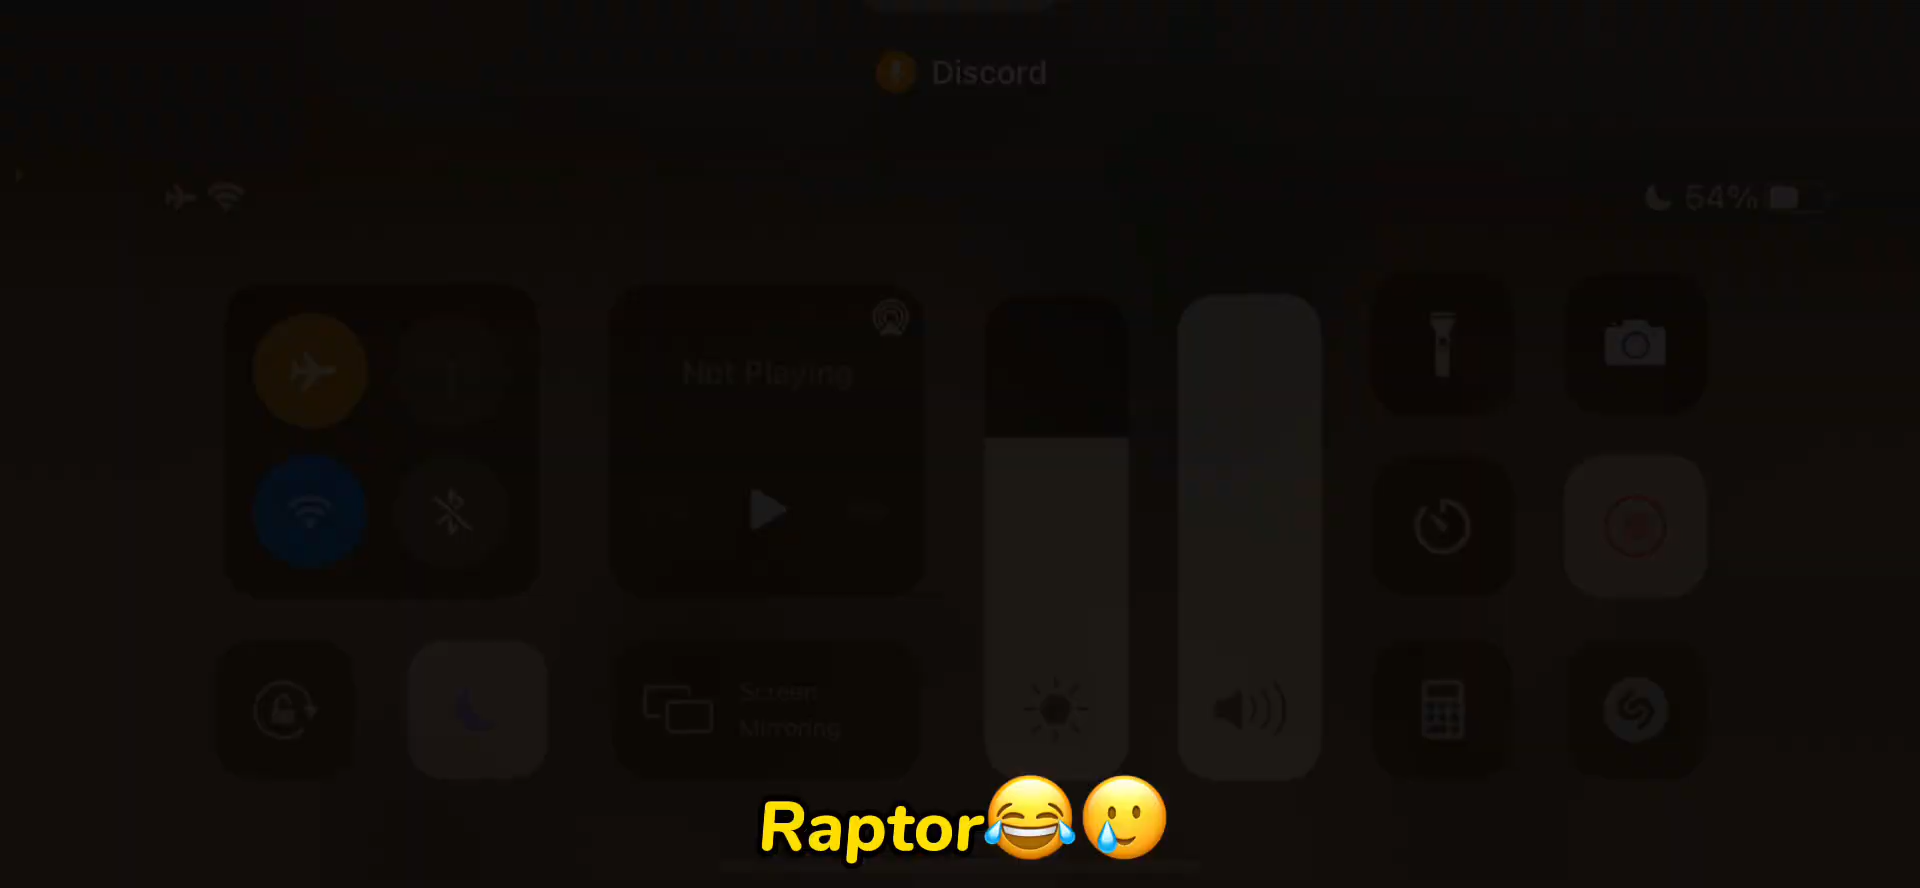 Discord
54%
Not Playing
Screen
Mirroring
Raptor😂🥲